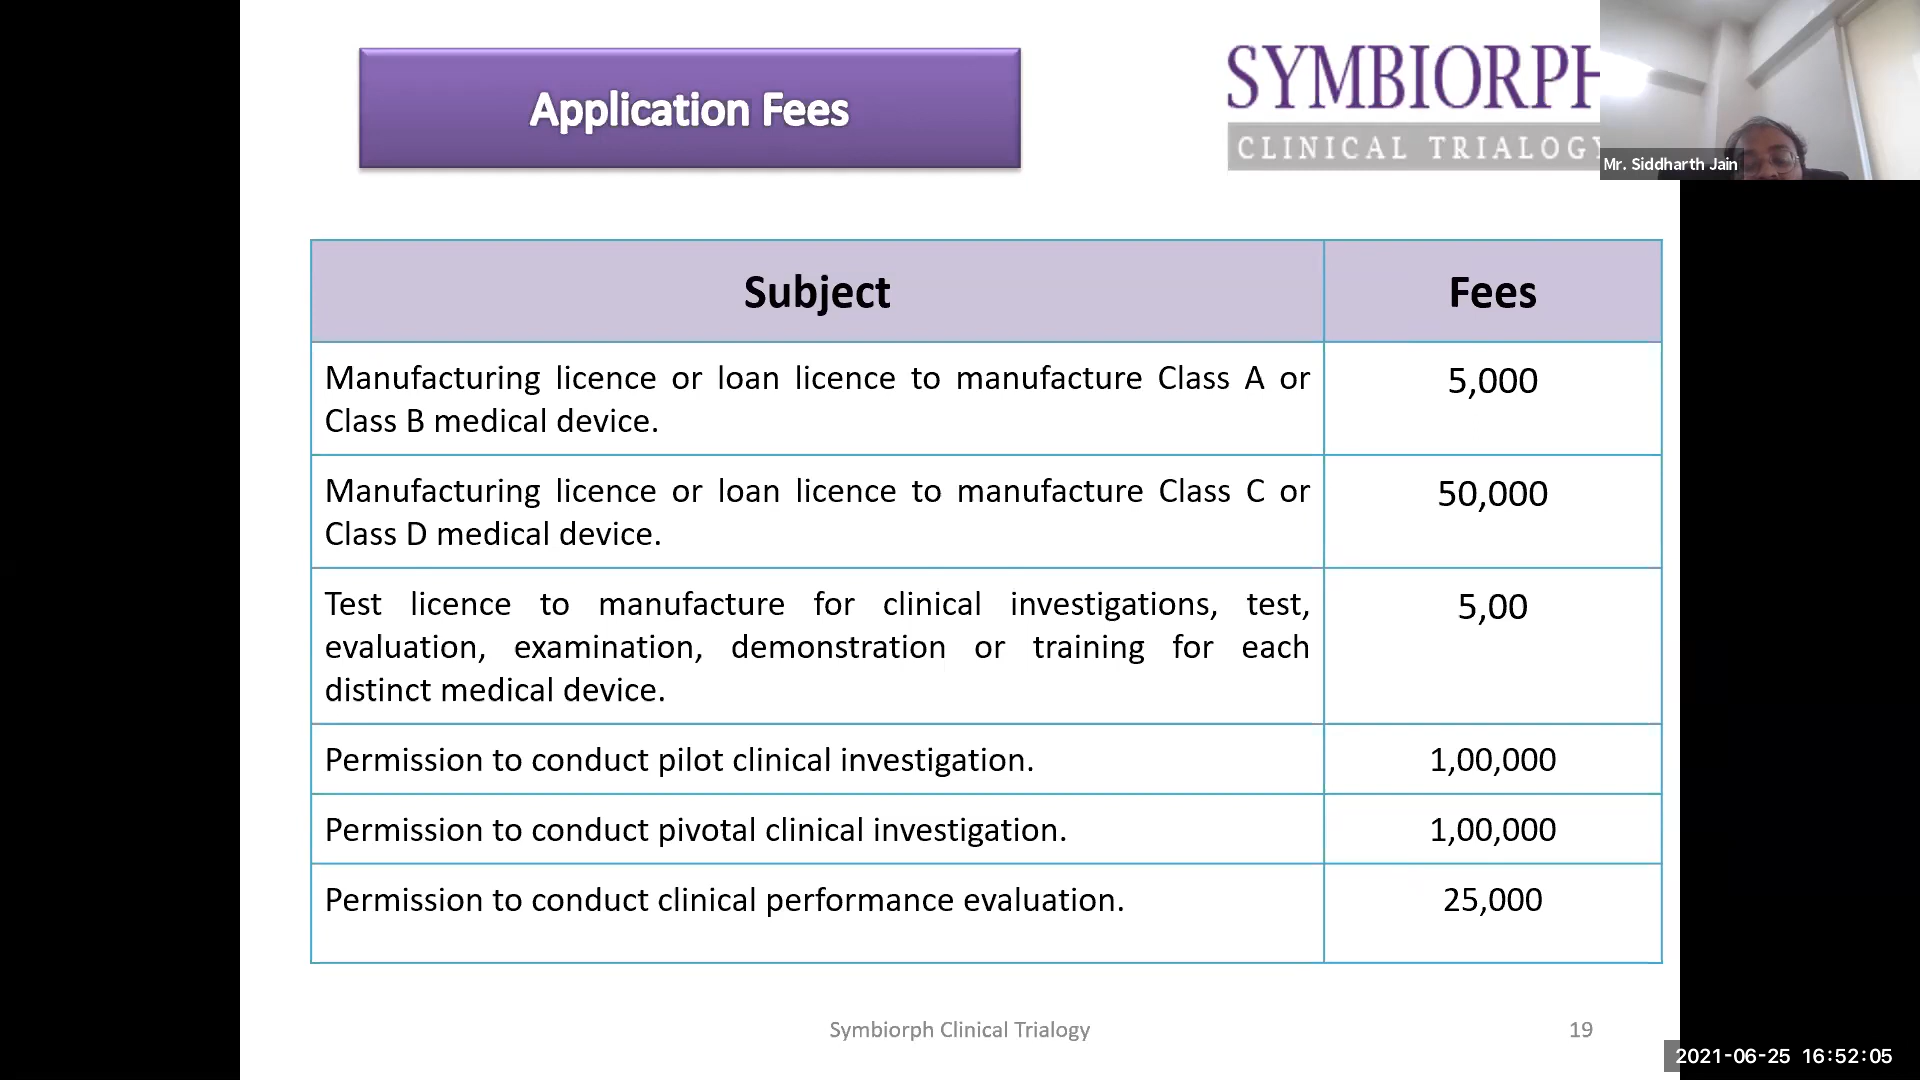 Application Fees
SYMBIORPH
CLINICAL TRIALOGY
Mr. Siddharth Jain
Subject Fees
Manufacturing licence or loan licence to manufacture Class A or 5,000
Class B medical device.
Manufacturing licence or loan licence to manufacture Class C or 50,000
Class D medical device.
Test licence to manufacture for clinical investigations, test, 5,00
evaluation, examination, demonstration or training for each
distinct medical device.
Permission to conduct pilot clinical investigation. 1,00,000
Permission to conduct pivotal clinical investigation. 1,00,000
Permission to conduct clinical performance evaluation. 25,000
Symbiorph Clinical Trialogy 19
2021-06-25 16:52:05